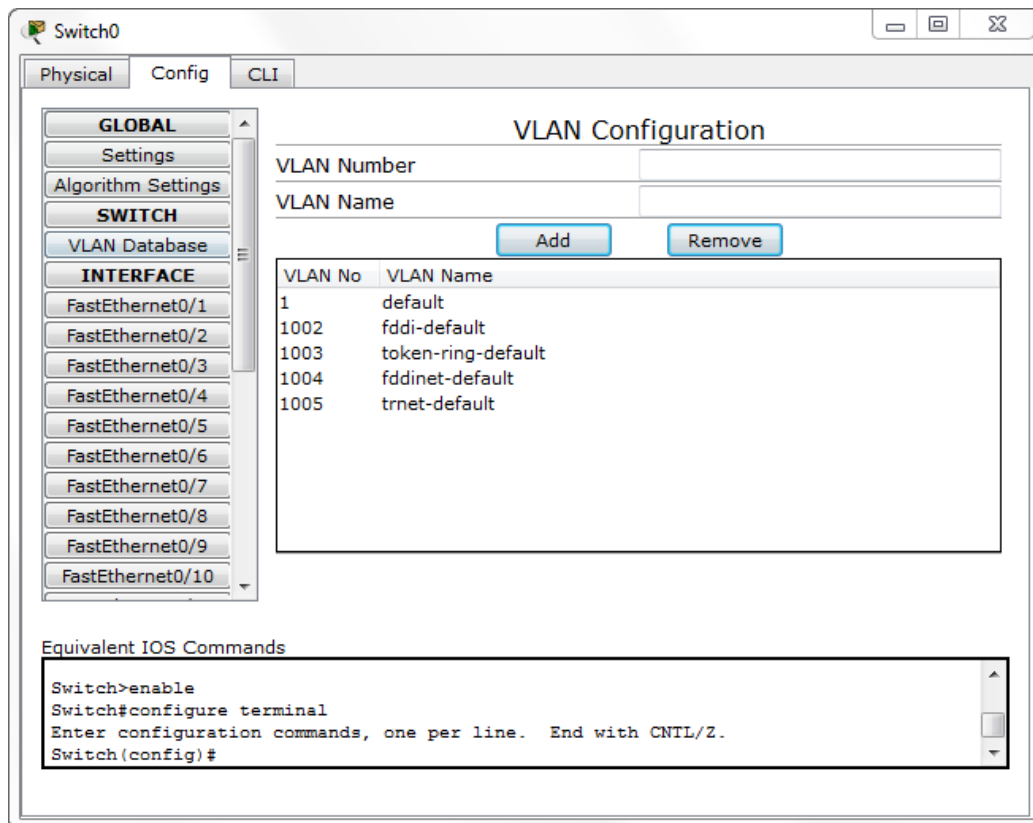 Switch0
Physical Config CLI
GLOBAL
Settings
Algorithm Settings
SWITCH
VLAN Database
INTERFACE
FastEthernet0/1
FastEthernet0/2
FastEthernet0/3
FastEthernet0/4
FastEthernet0/5
FastEthernet0/6
FastEthernet0/7
FastEthernet0/8
FastEthernet0/9
FastEthernet0/10
VLAN Configuration
VLAN Number
VLAN Name
Add Remove
VLAN No VLAN Name
1 default
1002 fddi-default
1003 token-ring-default
1004 fddinet-default
1005 trnet-default
Equivalent IOS Commands
Switch>enable
Switch#configure terminal
Enter configuration commands, one per line. End with CNTL/Z.
Switch(config)#